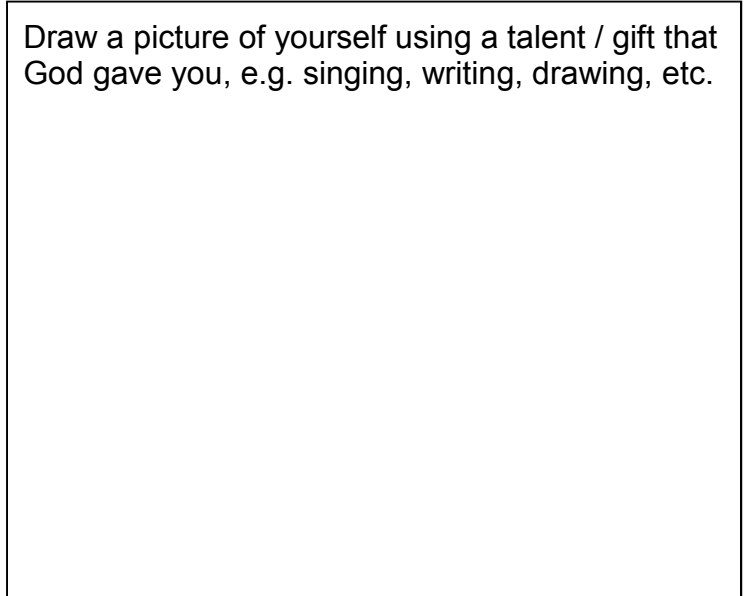 Draw a picture of yourself using a talent / gift that
God gave you, e.g. singing, writing, drawing, etc.